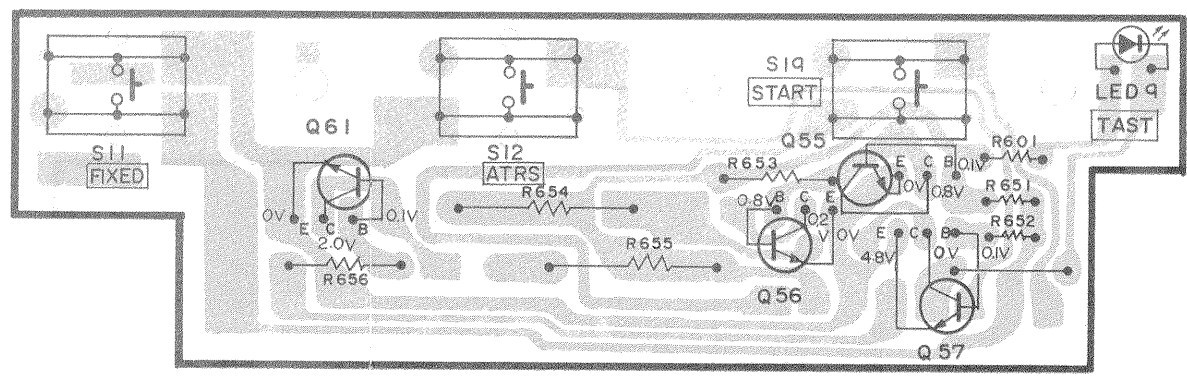 S11
FIXED
Q61
S12
ATRS
S19
START
LED 9
TAST
Q55
R601
R653
E C B
0V 0.8V 0.1V
R651
R654
R652
0V 0.1V
E C B
2.0V
0.8V
B C E
0.2V 0V
E C B
4.8V 0V 0.1V
R655
R656
Q56
Q57